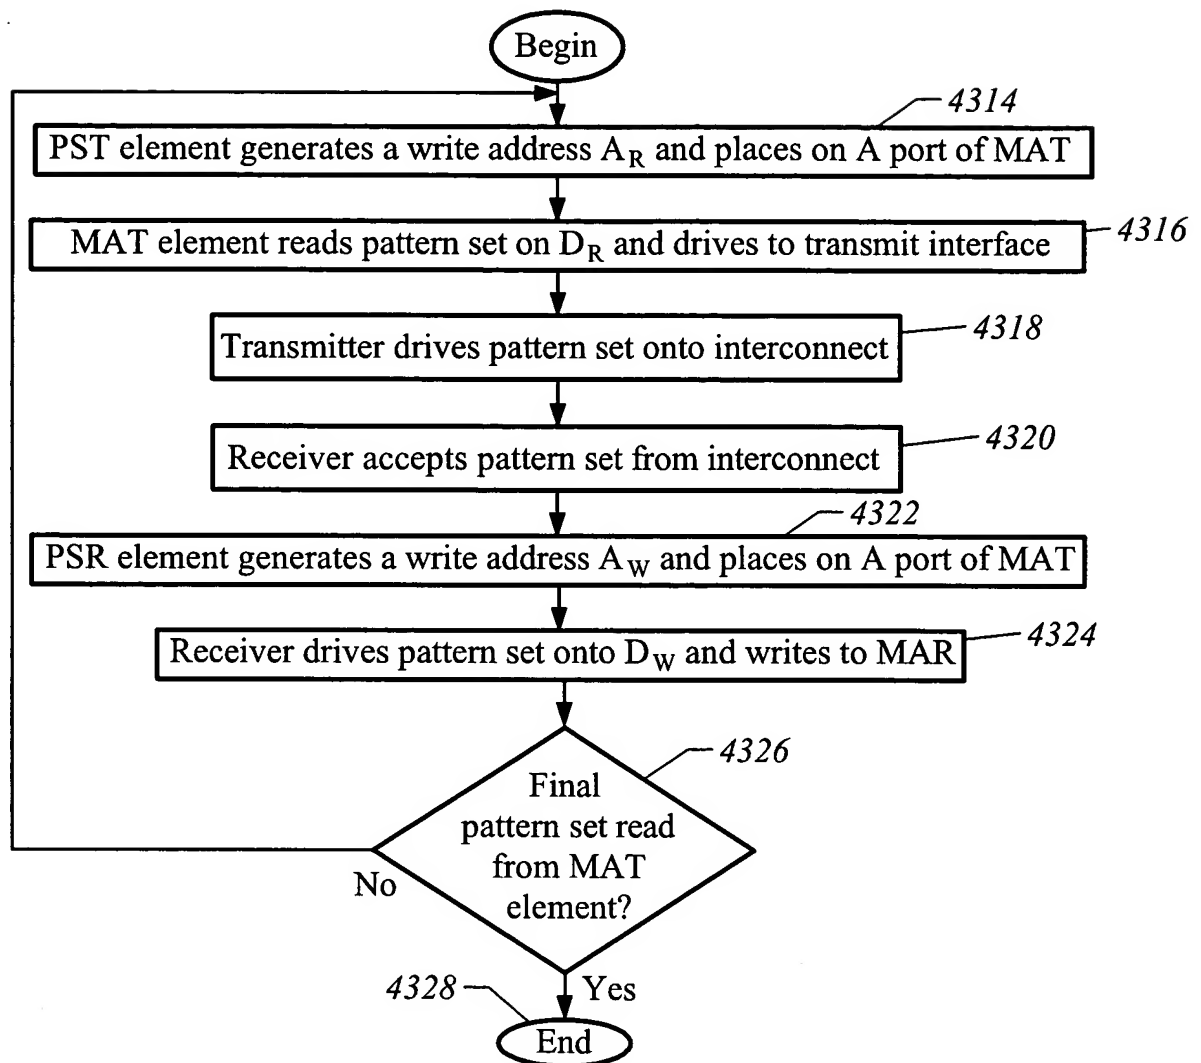 Begin
4314
PST element generates a write address A_R and places on A port of MAT
MAT element reads pattern set on D_R and drives to transmit interface
4316
Transmitter drives pattern set onto interconnect
4318
Receiver accepts pattern set from interconnect
4320
4322
PSR element generates a write address A_W and places on A port of MAT
Receiver drives pattern set onto D_W and writes to MAR
4324
4326
Final
pattern set read
from MAT
element?
No
Yes
4328
End